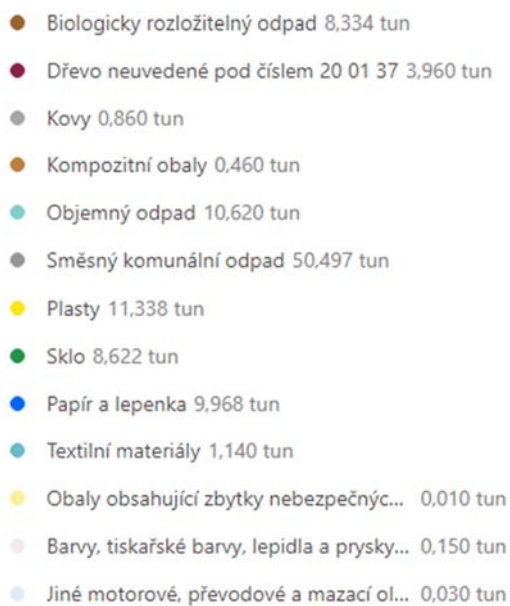 Biologicky rozložitelný odpad 8,334 tun
Dřevo neuvedené pod číslem 20 01 37 3,960 tun
Kovy 0,860 tun
Kompozitní obaly 0,460 tun
Objemný odpad 10,620 tun
Směsný komunální odpad 50,497 tun
Plasty 11,338 tun
Sklo 8,622 tun
Papír a lepenka 9,968 tun
Textilní materiály 1,140 tun
Obaly obsahující zbytky nebezpečnýc... 0,010 tun
Barvy, tiskařské barvy, lepidla a prysky... 0,150 tun
Jiné motorové, převodové a mazací ol... 0,030 tun